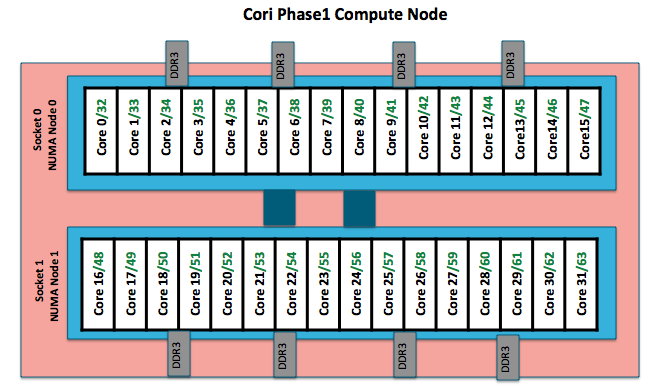 Cori Phase1 Compute Node
DDR3
DDR3
DDR3
DDR3
Socket 0
NUMA Node 0
Core 0/32
Core 1/33
Core 2/34
Core 3/35
Core 4/36
Core 5/37
Core 6/38
Core 7/39
Core 8/40
Core 9/41
Core 10/42
Core 11/43
Core 12/44
Core13/45
Core14/46
Core15/47
Socket 1
NUMA Node 1
Core 16/48
Core 17/49
Core 18/50
Core 19/51
Core 20/52
Core 21/53
Core 22/54
Core 23/55
Core 24/56
Core 25/57
Core 26/58
Core 27/59
Core 28/60
Core 29/61
Core 30/62
Core 31/63
DDR3
DDR3
DDR3
DDR3